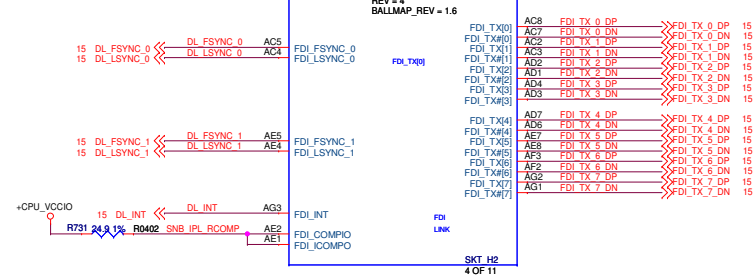 REV = 4
BALLMAP_REV = 1.6
15 DL_FSYNC_0 DL_FSYNC_0 AC5 FDI_FSYNC_0
15 DL_LSYNC_0 DL_LSYNC_0 AC4 FDI_LSYNC_0
FDI_TX[0]
FDI_TX[0] AC8 FDI_TX_0_DP FDI_TX_0_DP 15
FDI_TX#[0] AC7 FDI_TX_0_DN FDI_TX_0_DN 15
FDI_TX[1] AC2 FDI_TX_1_DP FDI_TX_1_DP 15
FDI_TX#[1] AC3 FDI_TX_1_DN FDI_TX_1_DN 15
FDI_TX[2] AD2 FDI_TX_2_DP FDI_TX_2_DP 15
FDI_TX#[2] AD1 FDI_TX_2_DN FDI_TX_2_DN 15
FDI_TX[3] AD4 FDI_TX_3_DP FDI_TX_3_DP 15
FDI_TX#[3] AD3 FDI_TX_3_DN FDI_TX_3_DN 15
15 DL_FSYNC_1 DL_FSYNC_1 AE5 FDI_FSYNC_1
15 DL_LSYNC_1 DL_LSYNC_1 AE4 FDI_LSYNC_1
FDI_TX[4] AD7 FDI_TX_4_DP FDI_TX_4_DP 15
FDI_TX#[4] AD6 FDI_TX_4_DN FDI_TX_4_DN 15
FDI_TX[5] AE7 FDI_TX_5_DP FDI_TX_5_DP 15
FDI_TX#[5] AE8 FDI_TX_5_DN FDI_TX_5_DN 15
FDI_TX[6] AF3 FDI_TX_6_DP FDI_TX_6_DP 15
FDI_TX#[6] AF2 FDI_TX_6_DN FDI_TX_6_DN 15
FDI_TX[7] AG2 FDI_TX_7_DP FDI_TX_7_DP 15
FDI_TX#[7] AG1 FDI_TX_7_DN FDI_TX_7_DN 15
+CPU_VCCIO
15 DL_INT DL_INT AG3 FDI_INT
R731 24.9 1% R0402 SNB_IPL_RCOMP AE2 FDI_COMPIO
AE1 FDI_ICOMPO
FDI
LINK
SKT_H2
4 OF 11